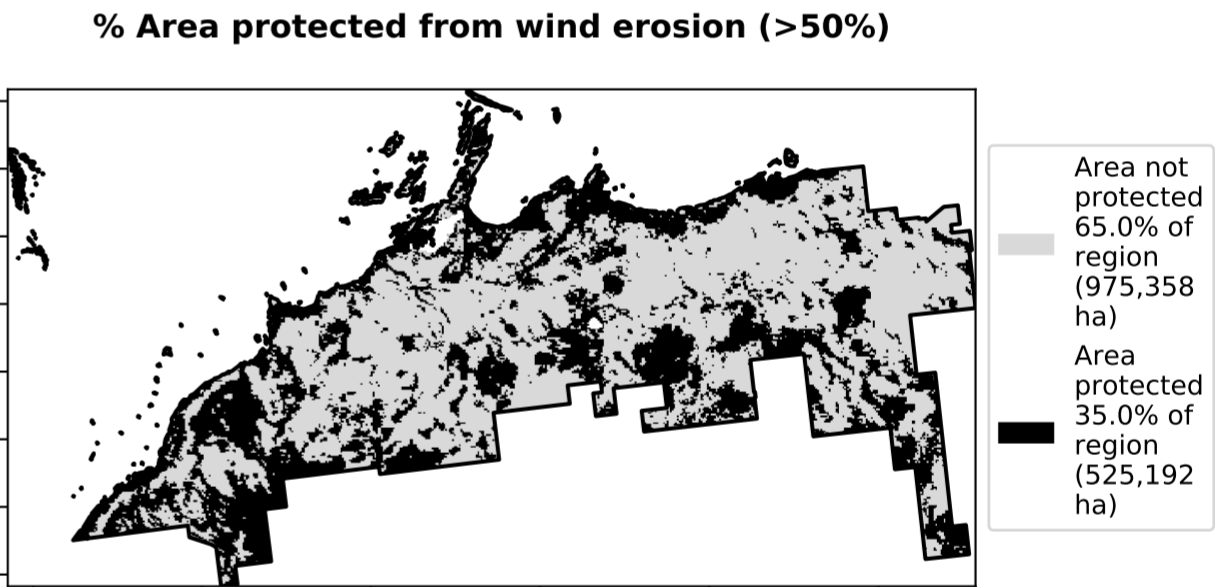 % Area protected from wind erosion (>50%)
Area not
protected
65.0% of
region
(975,358
ha)
Area
protected
35.0% of
region
(525,192
ha)